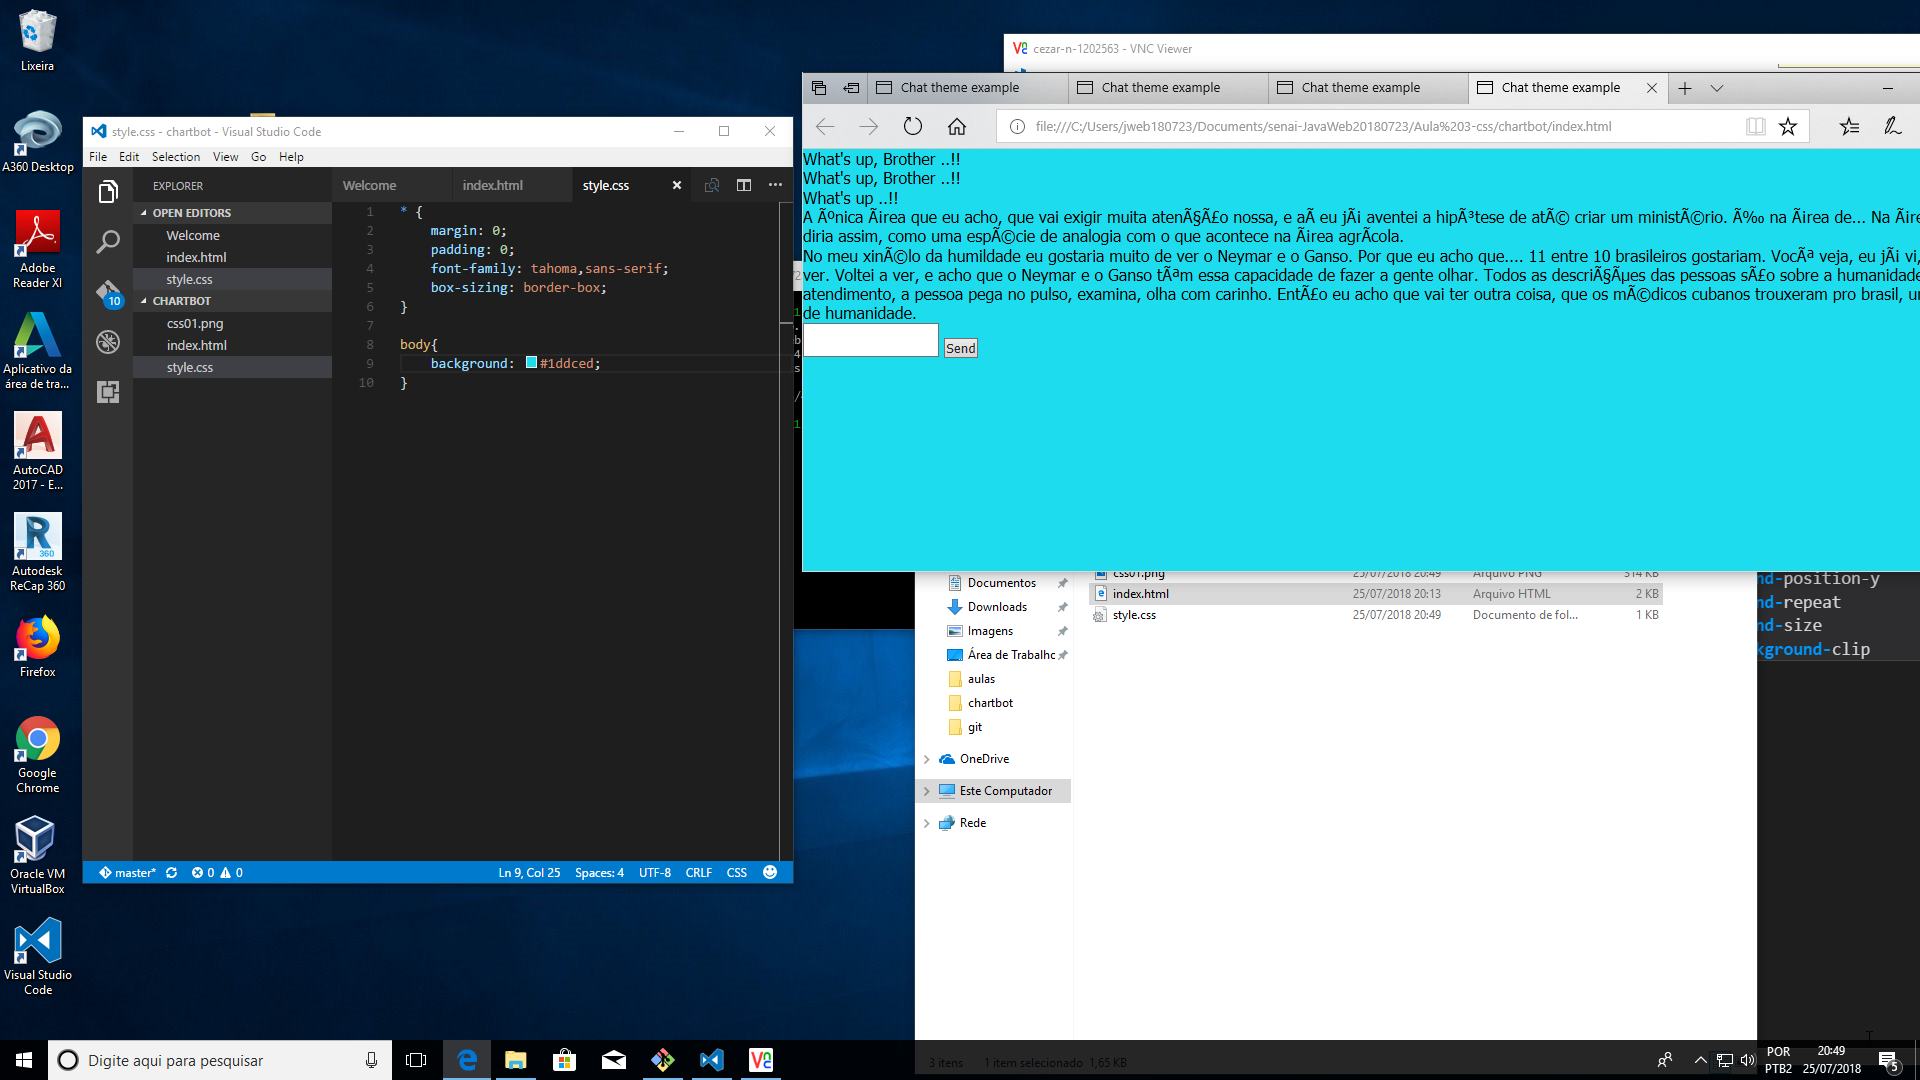 Lixeira
A360 Desktop
Adobe
Reader XI
Aplicativo da
área de tra...
AutoCAD
2017 - E...
Autodesk
ReCap 360
Firefox
Google
Chrome
Oracle VM
VirtualBox
Visual Studio
Code
style.css - chartbot - Visual Studio Code
File Edit Selection View Go Help
EXPLORER
OPEN EDITORS
Welcome
index.html
style.css
CHARTBOT
css01.png
index.html
style.css
10
Welcome index.html style.css
1 * {
2 margin: 0;
3 padding: 0;
4 font-family: tahoma,sans-serif;
5 box-sizing: border-box;
6 }
7
8 body{
9 background: #1ddced;
10 }
master* 0 0 Ln 9, Col 25 Spaces: 4 UTF-8 CRLF CSS
cezar-n-1202563 - VNC Viewer
Chat theme example Chat theme example Chat theme example Chat theme example
file:///C:/Users/jweb180723/Documents/senai-JavaWeb20180723/Aula%203-css/chartbot/index.html
What's up, Brother ..!!
What's up, Brother ..!!
What's up ..!!
A Ãºnica Ãirea que eu acho, que vai exigir muita atenÃ§Ã£o nossa, e aÃ­ eu jÃi aventei a hipÃ³tese de atÃ© criar um ministÃ©rio. Ã‰ na Ãirea de... Na Ãire
diria assim, como uma espÃ©cie de analogia com o que acontece na Ãirea agrÃ­cola.
No meu xinÃ©lo da humildade eu gostaria muito de ver o Neymar e o Ganso. Por que eu acho que.... 11 entre 10 brasileiros gostariam. VocÃª veja, eu jÃi vi,
ver. Voltei a ver, e acho que o Neymar e o Ganso tÃªm essa capacidade de fazer a gente olhar. Todos as descriÃ§Ãµes das pessoas sÃ£o sobre a humanidade
atendimento, a pessoa pega no pulso, examina, olha com carinho. EntÃ£o eu acho que vai ter outra coisa, que os mÃ©dicos cubanos trouxeram pro brasil, u
de humanidade.
Send
Documentos
Downloads
Imagens
Área de Trabalho
aulas
chartbot
git
OneDrive
Este Computador
Rede
css01.png 25/07/2018 20:49 Arquivo PNG 314 KB
index.html 25/07/2018 20:13 Arquivo HTML 2 KB
style.css 25/07/2018 20:49 Documento de fol... 1 KB
nd-position-y
nd-repeat
nd-size
kground-clip
3 itens 1 item selecionado 1,65 KB
Digite aqui para pesquisar
POR
PTB2
20:49
25/07/2018
5